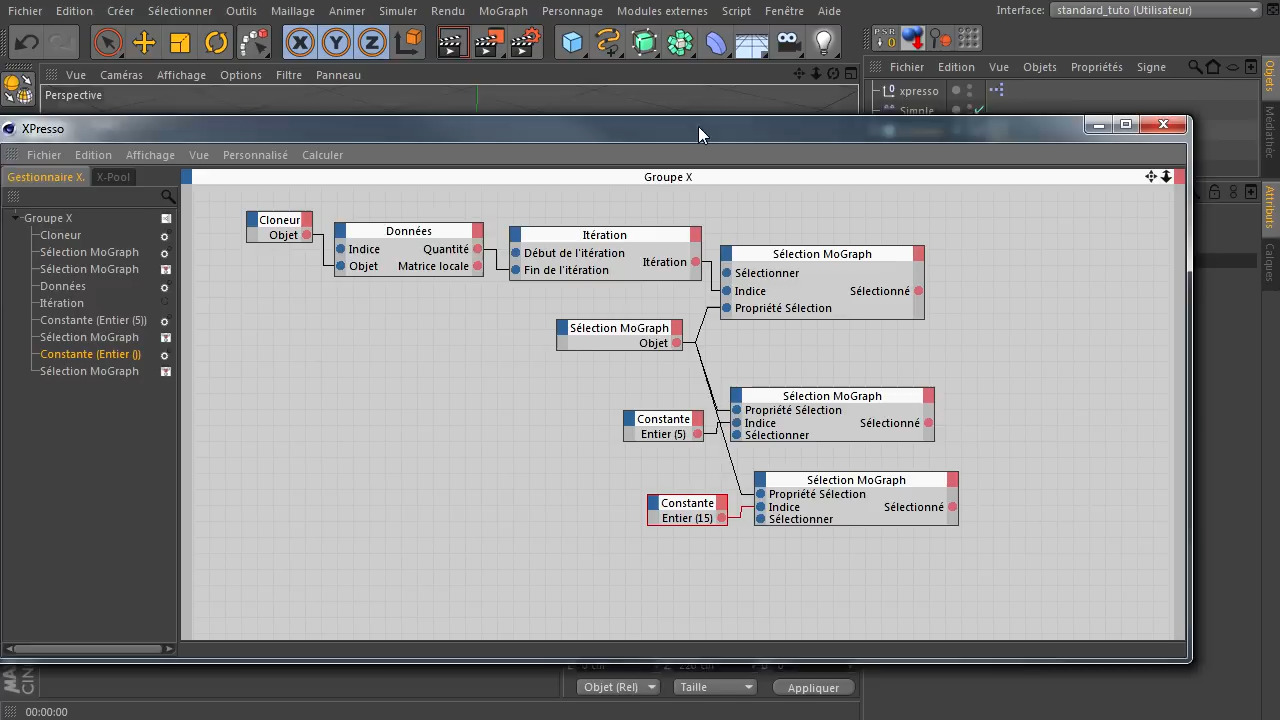 Fichier Edition Créer Sélectionner Outils Maillage Animer Simuler Rendu MoGraph Personnage Modules externes Script Fenêtre Aide Interface: standard_tuto (Utilisateur)
X Y Z PSR 0
Vue Caméras Affichage Options Filtre Panneau
Fichier Edition Vue Objets Propriétés Signe
Perspective
xpresso
Simple
Objets
Médiathèc
Attributs
Calques
XPresso
Fichier Edition Affichage Vue Personnalisé Calculer
Gestionnaire X. X-Pool
Groupe X
Groupe X
Cloneur
Sélection MoGraph
Sélection MoGraph
Données
Itération
Constante (Entier (5))
Sélection MoGraph
Constante (Entier ())
Sélection MoGraph
Cloneur
Objet
Données
Indice Quantité
Objet Matrice locale
Itération
Début de l'itération
Itération
Fin de l'itération
Sélection MoGraph
Sélectionner
Indice Sélectionné
Propriété Sélection
Sélection MoGraph
Objet
Constante
Entier (5)
Sélection MoGraph
Propriété Sélection
Indice Sélectionné
Sélectionner
Constante
Entier (15)
Sélection MoGraph
Propriété Sélection
Indice Sélectionné
Sélectionner
Objet (Rel) Taille Appliquer
00:00:00